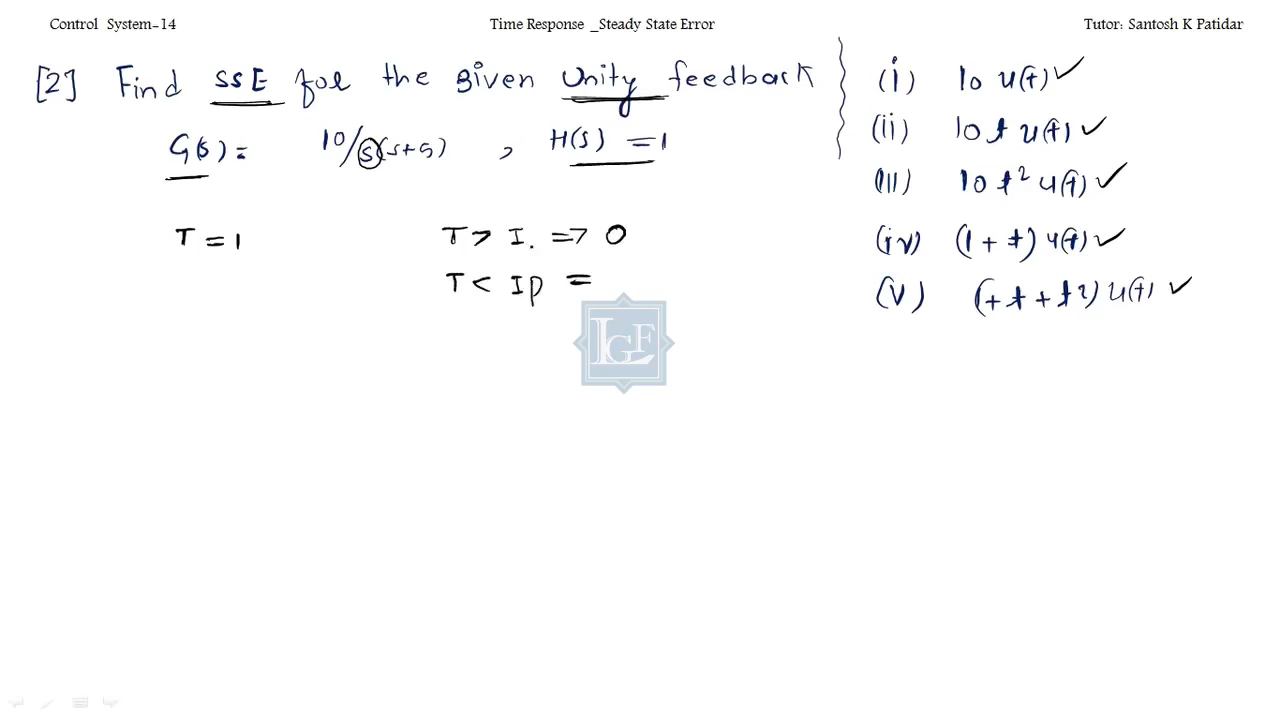 Control System-14
Time Response _Steady State Error
Tutor: Santosh K Patidar
[2] Find SSE for the given Unity feedback
G(s) = 10/s(s+5) , H(s) = 1
T = 1
T > I. => 0
T < Ip =
(i) 10 u(t) ✓
(ii) 10 t u(t) ✓
(iii) 10 t² u(t) ✓
(iv) (1 + t) u(t) ✓
(v) (+ t + t²) u(t) ✓
LGF